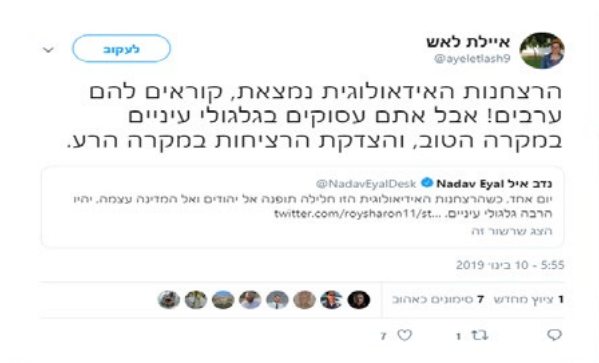 איילת לאש
@ayeletlash9
לעקוב
הרצחנות האידאולוגית נמצאת, קוראים להם
ערבים! אבל אתם עסוקים בגלגולי עיניים
במקרה הטוב, והצדקת הרציחות במקרה הרע.
נדב איל Nadav Eyal @NadavEyalDesk
יום אחד, כשהרצחנות האידיאולוגית הזו חלילה תופנה אל יהודים ואל המדינה עצמה, יהיו
הרבה גלגולי עיניים. ...twitter.com/roysharon11/st
הצג שרשור זה
5:55 - 10 בינו׳ 2019
1 ציוץ מחדש 7 סימונים כאהוב
1 7